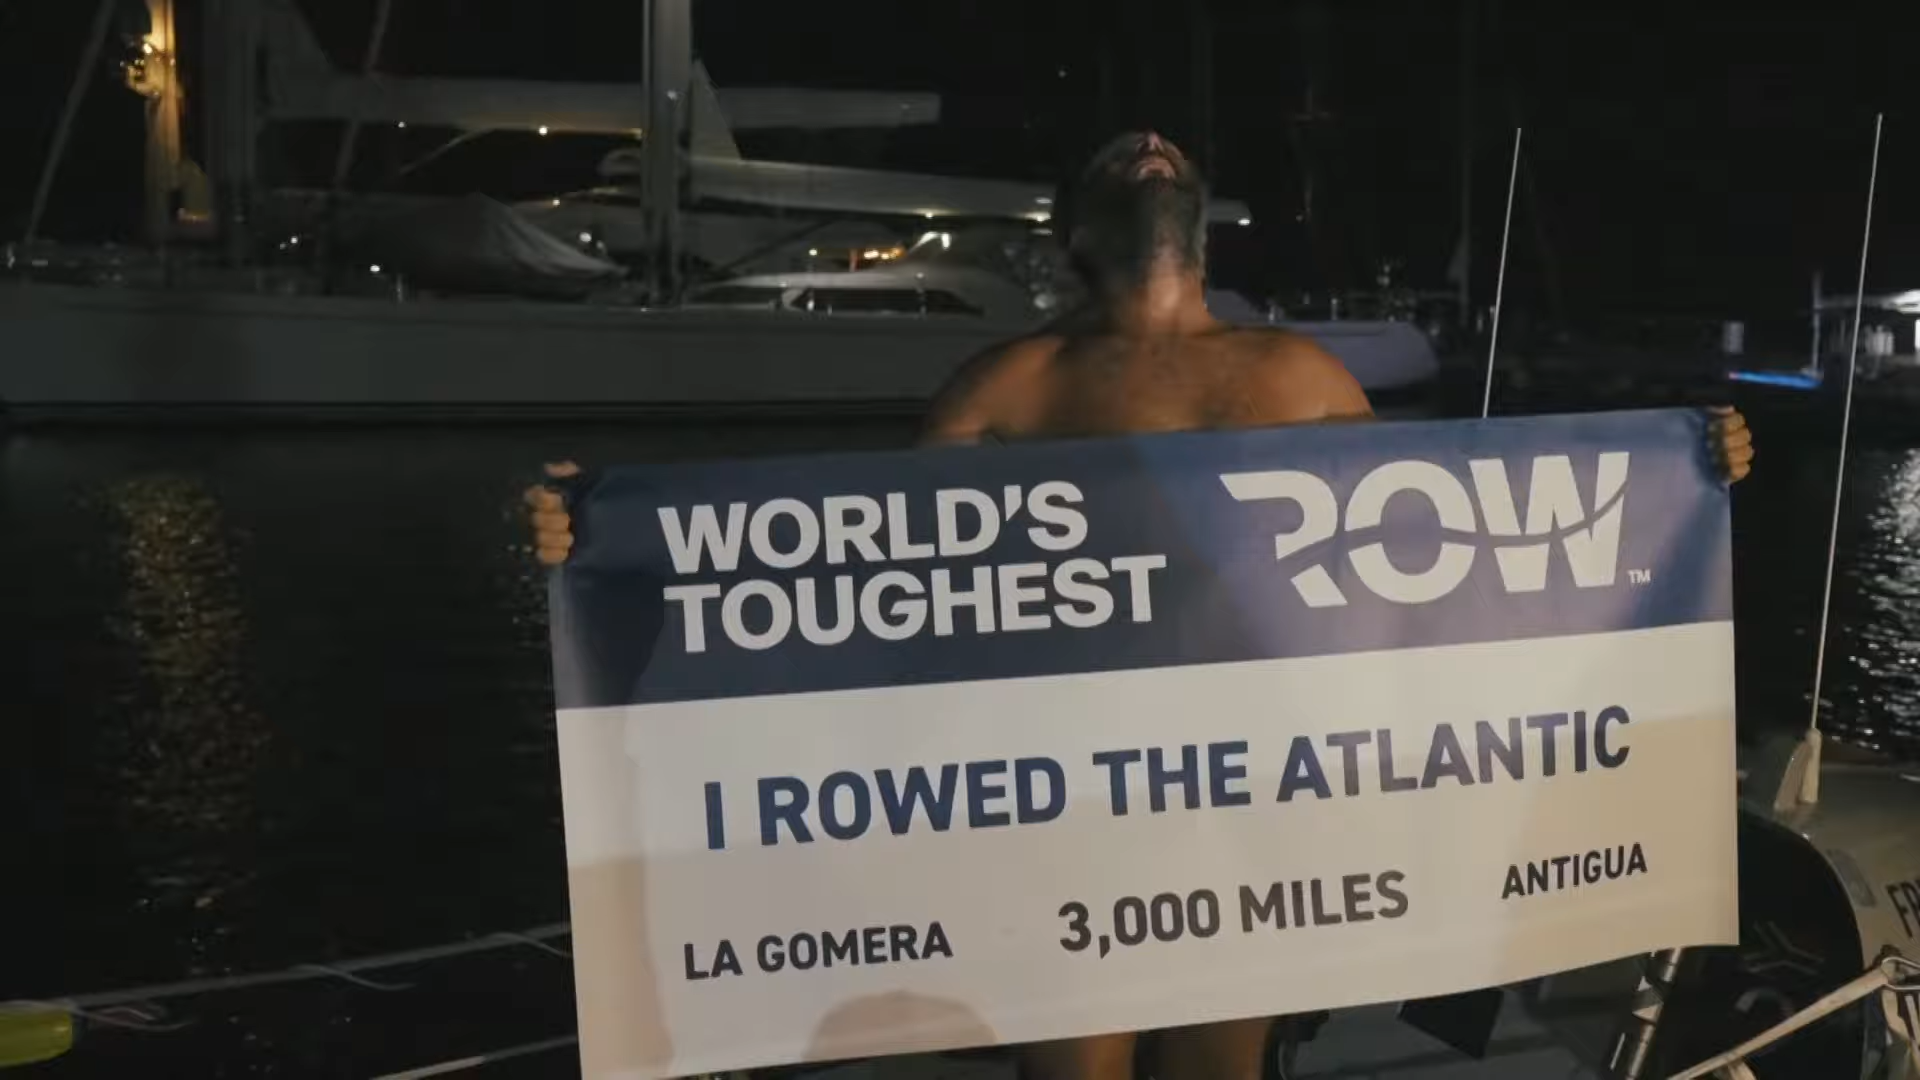 WORLD'S
TOUGHEST
ROW™
I ROWED THE ATLANTIC
LA GOMERA
3,000 MILES
ANTIGUA